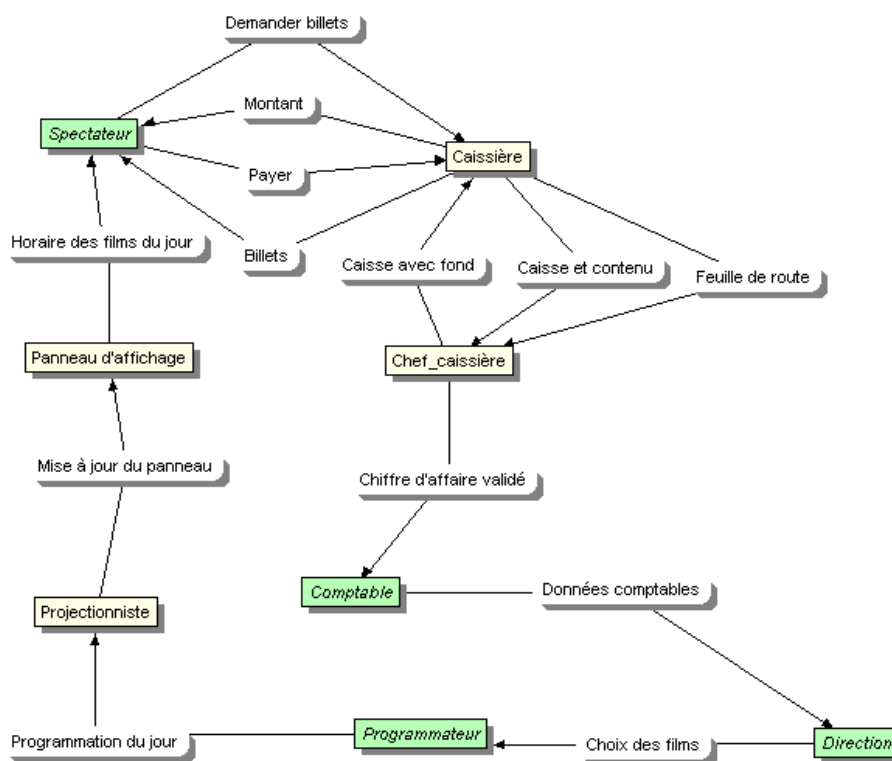 Demander billets
Montant
Spectateur
Caissière
Payer
Horaire des films du jour
Billets
Caisse avec fond
Caisse et contenu
Feuille de route
Panneau d'affichage
Chef_caissière
Mise à jour du panneau
Chiffre d'affaire validé
Comptable
Données comptables
Projectionniste
Programmation du jour
Programmateur
Choix des films
Direction